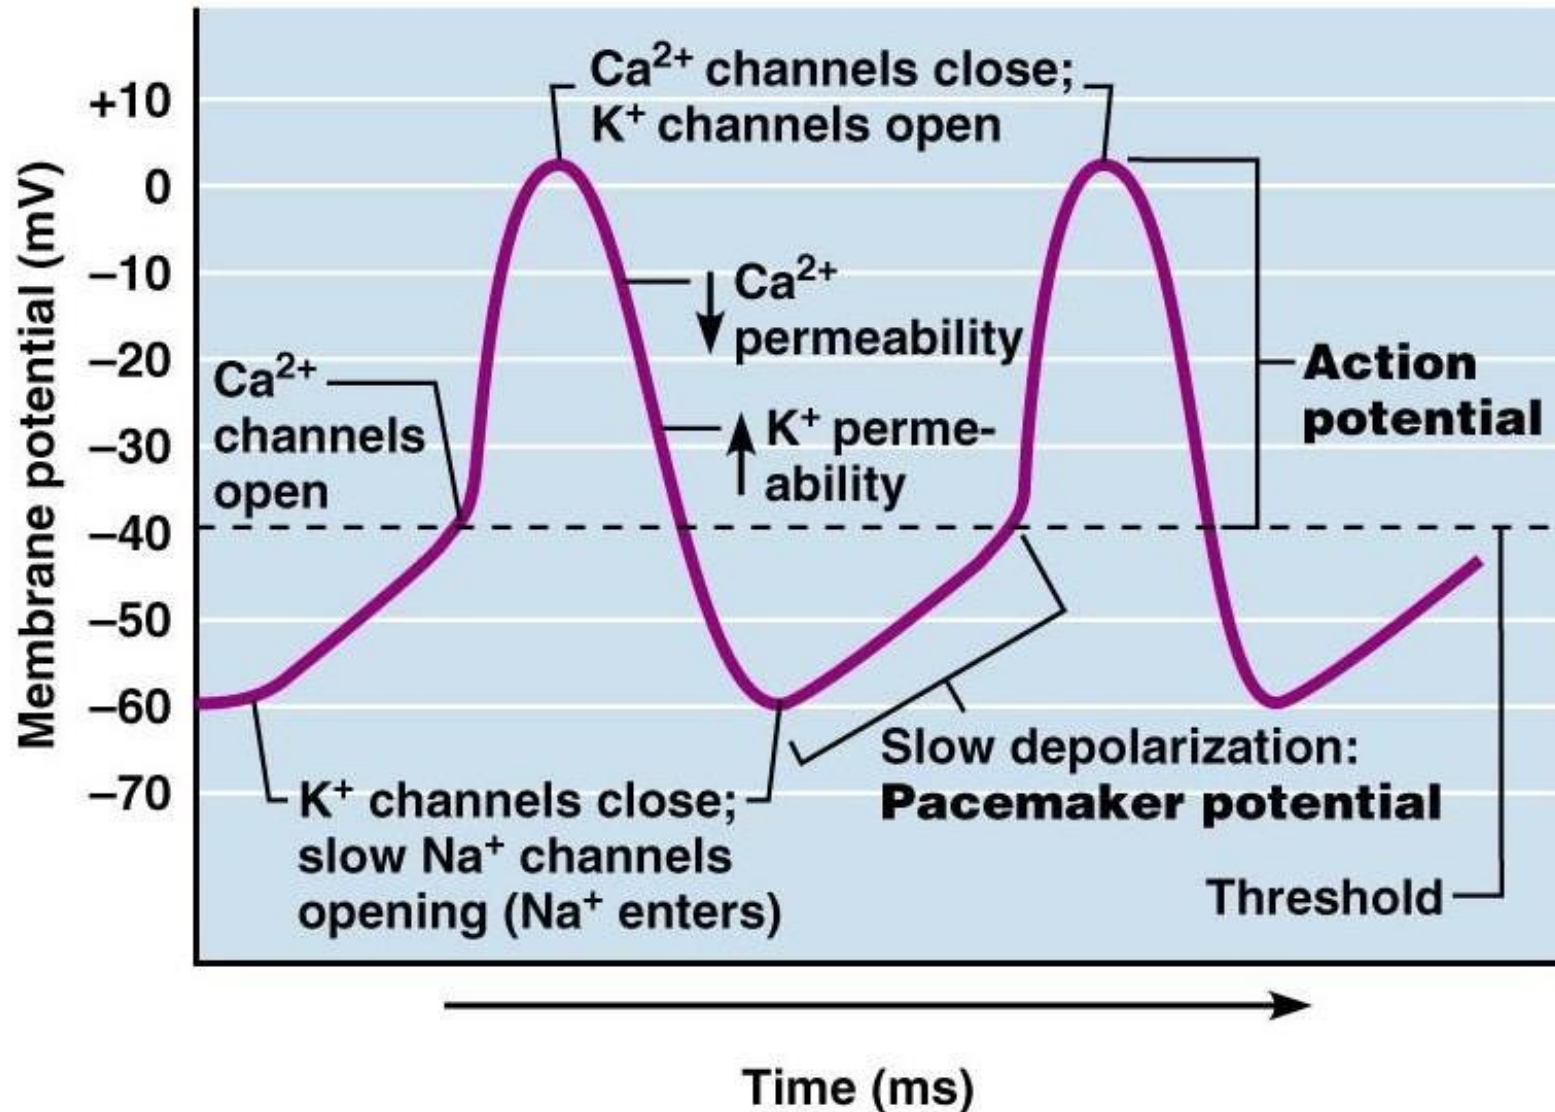 Ca²⁺ channels close;
K⁺ channels open
+10
0
–10
–20
–30
–40
–50
–60
–70
Membrane potential (mV)
Ca²⁺
permeability
Ca²⁺
channels
open
K⁺ perme-
ability
Action
potential
Slow depolarization:
Pacemaker potential
K⁺ channels close;
slow Na⁺ channels
opening (Na⁺ enters)
Threshold
Time (ms)